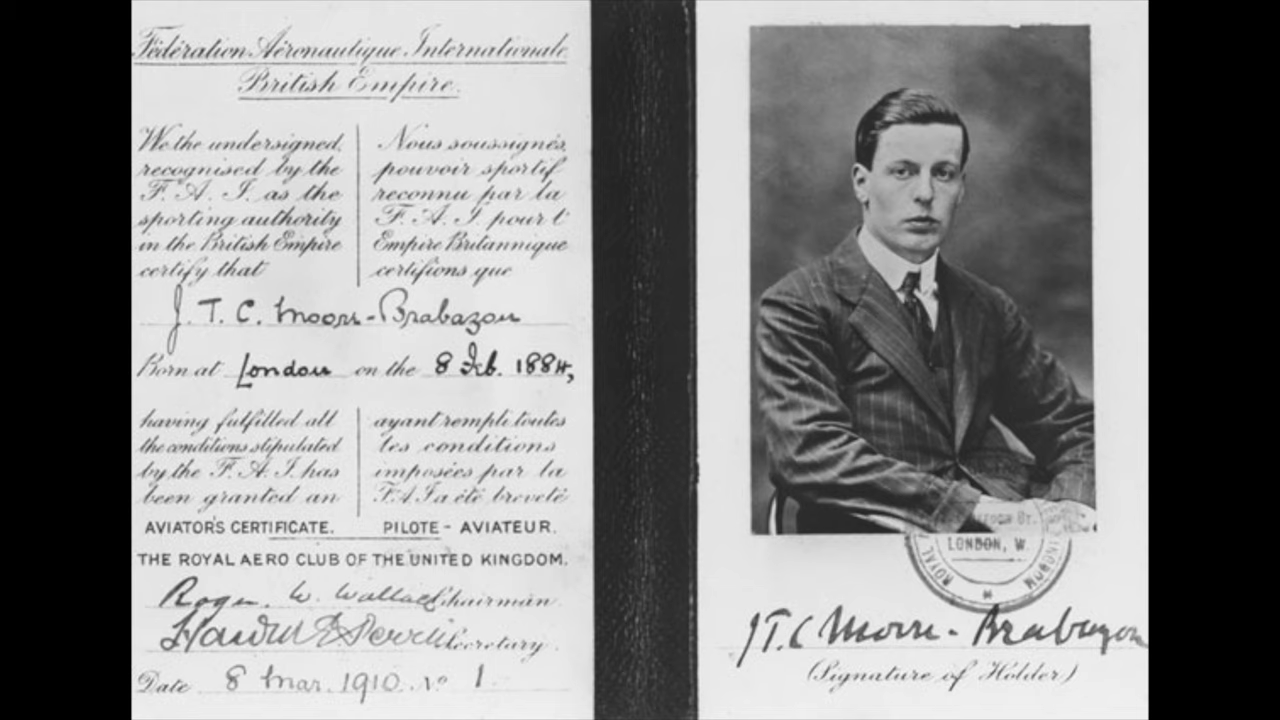 Fédération Aéronautique Internationale
British Empire.
We the undersigned,
recognised by the
F. A. I. as the
sporting authority
in the British Empire
certify that
Nous soussignés,
pouvoir sportif
reconnu par la
F. A. I. pour l'
Empire Britannique
certifions que
J. T. C. Moore-Brabazon
Born at London on the 8 Feb. 1884,
having fulfilled all
the conditions stipulated
by the F. A. I. has
been granted an
AVIATOR'S CERTIFICATE.
ayant rempli toutes
les conditions
imposées par la
F. A. I. a été breveté
PILOTE-AVIATEUR.
THE ROYAL AERO CLUB OF THE UNITED KINGDOM.
Roger W. Wallace Chairman.
Harold E Perrin Secretary.
Date 8 Mar. 1910. No 1
ROYAL KINGDOM
LONDON, W.
J T. C Moore-Brabazon
(Signature of Holder)